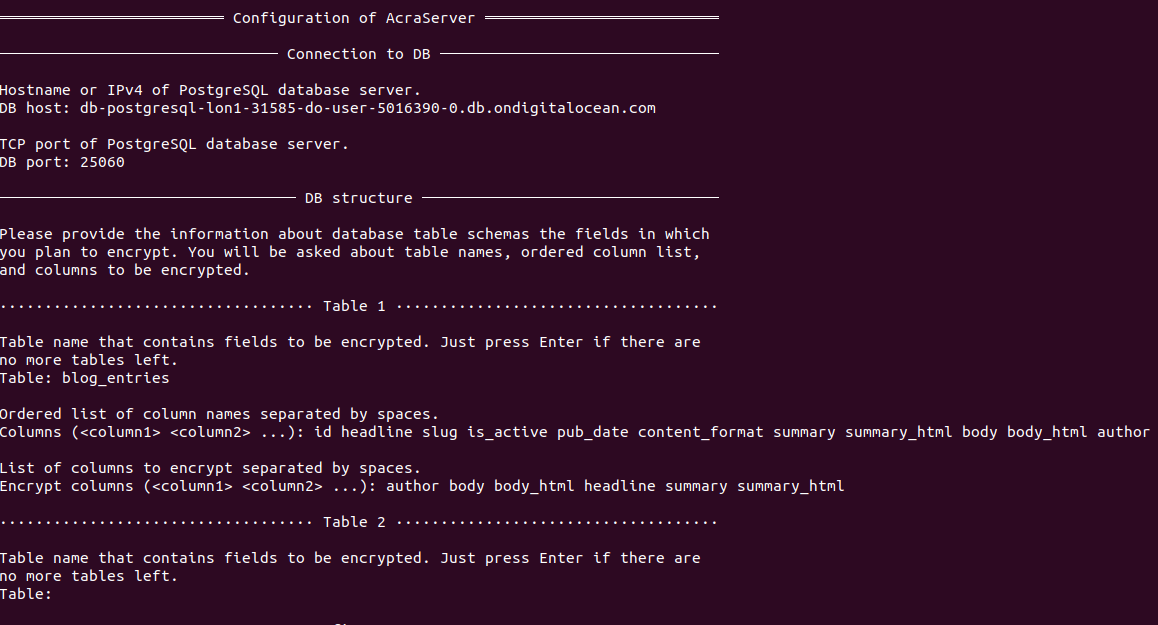 Configuration of AcraServer
Connection to DB
Hostname or IPv4 of PostgreSQL database server.
DB host: db-postgresql-lon1-31585-do-user-5016390-0.db.ondigitalocean.com
TCP port of PostgreSQL database server.
DB port: 25060
DB structure
Please provide the information about database table schemas the fields in which
you plan to encrypt. You will be asked about table names, ordered column list,
and columns to be encrypted.
Table 1
Table name that contains fields to be encrypted. Just press Enter if there are
no more tables left.
Table: blog_entries
Ordered list of column names separated by spaces.
Columns (<column1> <column2> ...): id headline slug is_active pub_date content_format summary summary_html body body_html author
List of columns to encrypt separated by spaces.
Encrypt columns (<column1> <column2> ...): author body body_html headline summary summary_html
Table 2
Table name that contains fields to be encrypted. Just press Enter if there are
no more tables left.
Table: